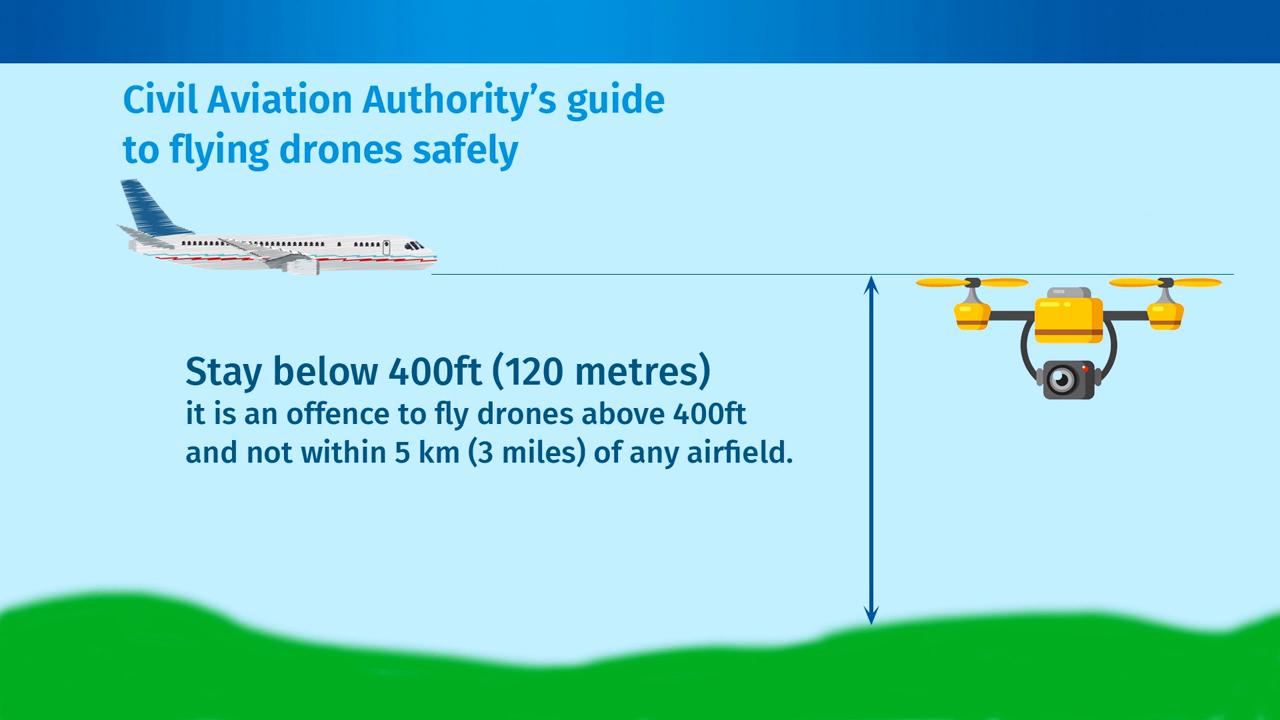 Civil Aviation Authority’s guide
to flying drones safely
Stay below 400ft (120 metres)
it is an offence to fly drones above 400ft
and not within 5 km (3 miles) of any airfield.